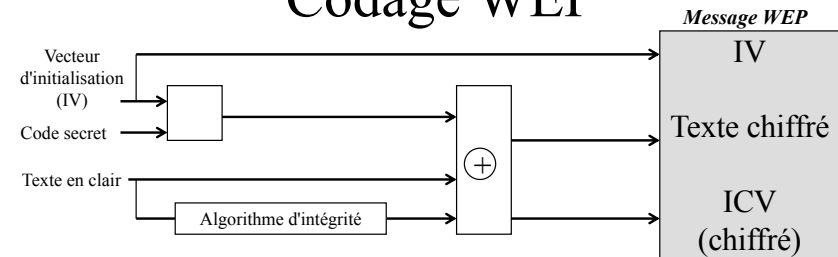 Codage WEP
Message WEP
Vecteur
d'initialisation
(IV)
Code secret
Texte en clair
Algorithme d'intégrité
+
IV
Texte chiffré
ICV
(chiffré)